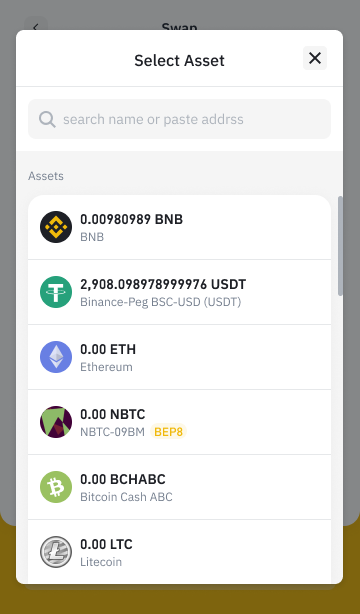 Swap
Select Asset
search name or paste addrss
Assets
0.00980989 BNB
BNB
2,908.098978999976 USDT
Binance-Peg BSC-USD (USDT)
0.00 ETH
Ethereum
0.00 NBTC
NBTC-09BM BEP8
0.00 BCHABC
Bitcoin Cash ABC
0.00 LTC
Litecoin